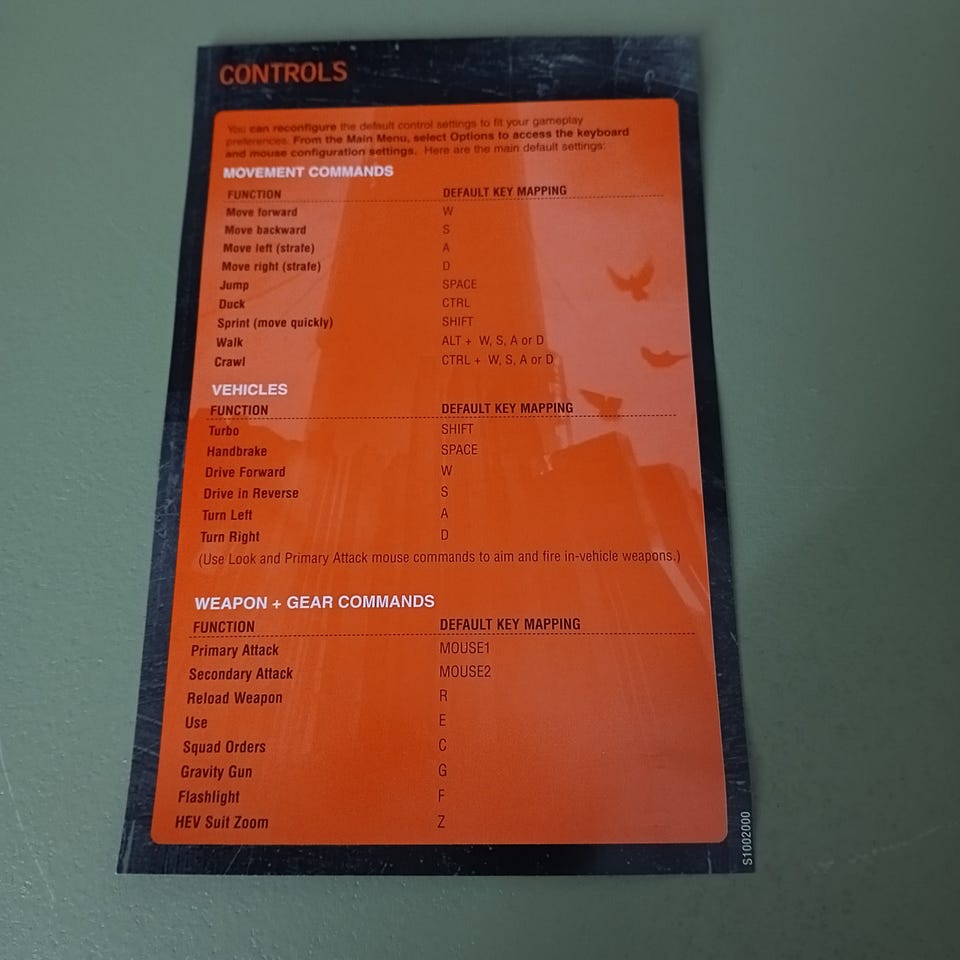 CONTROLS
You can reconfigure the default control settings to fit your gameplay
preferences. From the Main Menu, select Options to access the keyboard
and mouse configuration settings. Here are the main default settings:
MOVEMENT COMMANDS
FUNCTION DEFAULT KEY MAPPING
Move forward W
Move backward S
Move left (strafe) A
Move right (strafe) D
Jump SPACE
Duck CTRL
Sprint (move quickly) SHIFT
Walk ALT + W, S, A or D
Crawl CTRL + W, S, A or D
VEHICLES
FUNCTION DEFAULT KEY MAPPING
Turbo SHIFT
Handbrake SPACE
Drive Forward W
Drive in Reverse S
Turn Left A
Turn Right D
(Use Look and Primary Attack mouse commands to aim and fire in-vehicle weapons.)
WEAPON + GEAR COMMANDS
FUNCTION DEFAULT KEY MAPPING
Primary Attack MOUSE1
Secondary Attack MOUSE2
Reload Weapon R
Use E
Squad Orders C
Gravity Gun G
Flashlight F
HEV Suit Zoom Z
S1002000